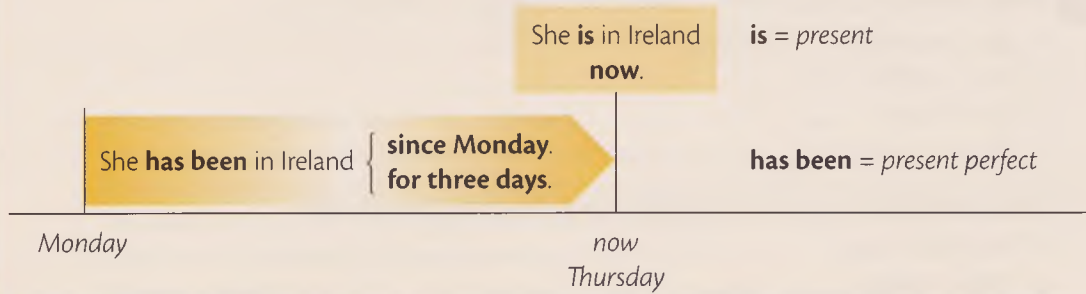 She is in Ireland
now.
is = present
She has been in Ireland { since Monday.
for three days.
has been = present perfect
Monday
now
Thursday